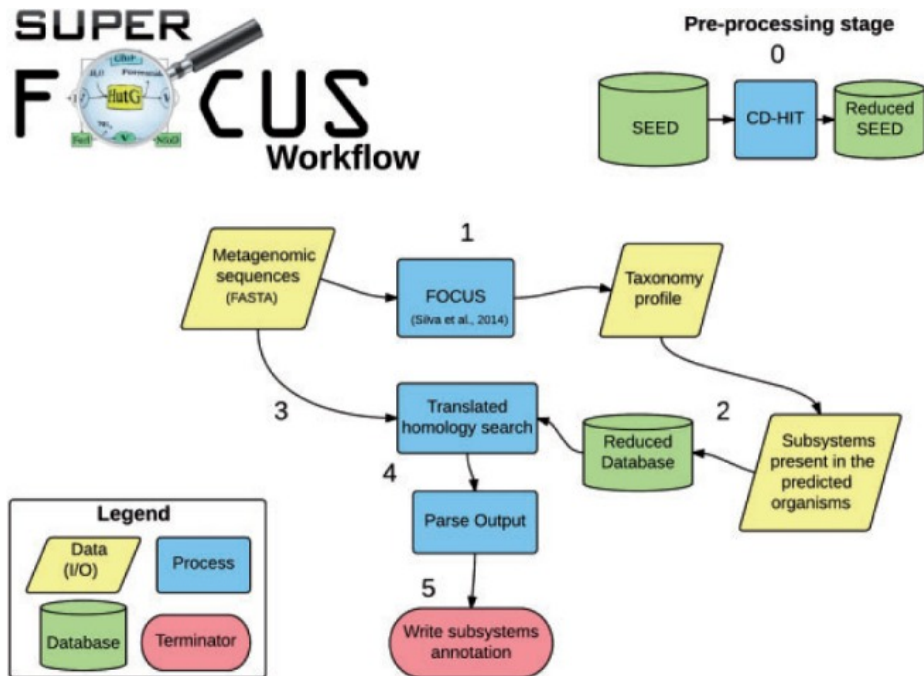 SUPER
FOCUS
HutG
Workflow
Pre-processing stage
0
SEED
CD-HIT
Reduced
SEED
1
Metagenomic
sequences
(FASTA)
FOCUS
(Silva et al., 2014)
Taxonomy
profile
3
Translated
homology search
2
Reduced
Database
Subsystems
present in the
predicted
organisms
4
Parse Output
5
Write subsystems
annotation
Legend
Data
(I/O)
Process
Database
Terminator